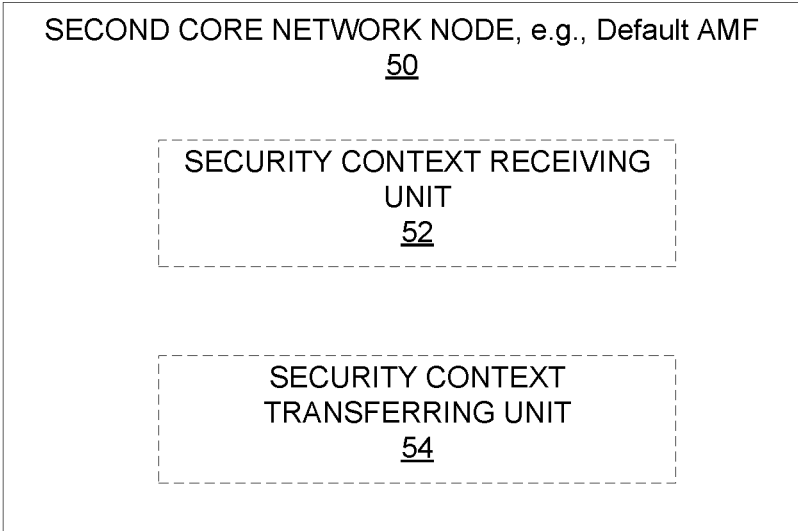 SECOND CORE NETWORK NODE, e.g., Default AMF
50
SECURITY CONTEXT RECEIVING
UNIT
52
SECURITY CONTEXT
TRANSFERRING UNIT
54